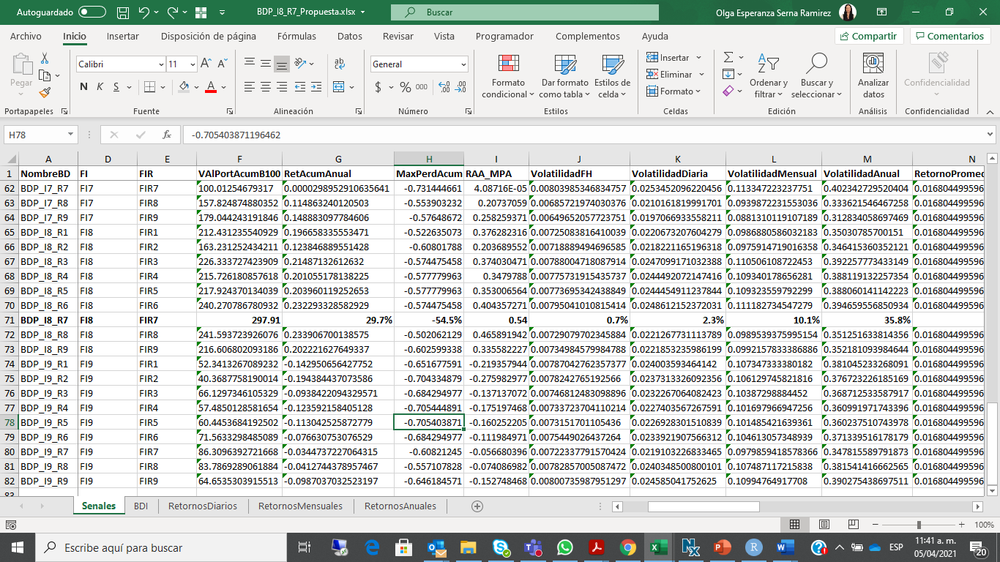 Autoguardado BDP_I8_R7_Propuesta.xlsx Buscar Olga Esperanza Serna Ramirez
Archivo Inicio Insertar Disposición de página Fórmulas Datos Revisar Vista Programador Complementos Ayuda Compartir Comentarios
Pegar Calibri 11 General Formato condicional Dar formato como tabla Estilos de celda Insertar Eliminar Formato Ordenar y filtrar Buscar y seleccionar Analizar datos Confidencialidad
N K S A $ % 000
Portapapeles Fuente Alineación Número Estilos Celdas Edición Análisis Confidencialidad
H78 fx -0.705403871196462
A D E F G H I J K L M N
1 NombreBD FI FIR VAlPortAcumB100 RetAcumAnual MaxPerdAcum RAA_MPA VolatilidadFH VolatilidadDiaria VolatilidadMensual VolatilidadAnual RetornoPromed
62 BDP_I7_R7 FI7 FIR7 100.01254679317 0.0000298952910635641 -0.731444661 4.08716E-05 0.00803985346834757 0.0253452096220456 0.113347223237751 0.402342729520404 0.016804499596
63 BDP_I7_R8 FI7 FIR8 157.824874880352 0.114863240120503 -0.553903232 0.20737059 0.00685721974030376 0.0210161819991701 0.0939872231553036 0.333621546467258 0.016804499596
64 BDP_I7_R9 FI7 FIR9 179.044243191846 0.148883097784606 -0.57648672 0.258259371 0.00649652057723751 0.0197066933558211 0.0881310119107189 0.312834058697469 0.016804499596
65 BDP_I8_R1 FI8 FIR1 212.431235540929 0.196658335553471 -0.522635073 0.376282316 0.00725083816410039 0.0220673207604279 0.0986880586032183 0.35030785700151 0.016804499596
66 BDP_I8_R2 FI8 FIR2 163.231252434211 0.123846889551428 -0.60801788 0.203689552 0.00718889494696585 0.0218221165196318 0.0975914719016358 0.346415360352121 0.016804499596
67 BDP_I8_R3 FI8 FIR3 226.333727423909 0.21487132612632 -0.574475458 0.374030471 0.00788004718087914 0.0247099171032388 0.110506108722453 0.392257773433149 0.016804499596
68 BDP_I8_R4 FI8 FIR4 215.726180857618 0.201055178138225 -0.577779963 0.3479788 0.00775731915435737 0.0244492072147416 0.109340178656281 0.388119132257354 0.016804499596
69 BDP_I8_R5 FI8 FIR5 217.924370134039 0.203960119252653 -0.577779963 0.353006564 0.00773695342438849 0.0244454911237844 0.109323559792299 0.388060141142223 0.016804499596
70 BDP_I8_R6 FI8 FIR6 240.270786780932 0.232293328582929 -0.574475458 0.404357271 0.00795041010815414 0.0248612152372031 0.111182734547279 0.394659556850934 0.016804499596
71 BDP_I8_R7 FI8 FIR7 297.91 29.7% -54.5% 0.54 0.7% 2.3% 10.1% 35.8%
72 BDP_I8_R8 FI8 FIR8 241.593723926076 0.233906700138575 -0.502062129 0.465891942 0.00729079702345884 0.0221267731113789 0.0989539375995154 0.351251633814356 0.016804499596
73 BDP_I8_R9 FI8 FIR9 216.606802093186 0.202221627649337 -0.602599338 0.335582227 0.00734984579984788 0.0221853235986199 0.0992157833386886 0.352181093984644 0.016804499596
74 BDP_I9_R1 FI9 FIR1 52.3413267089232 -0.142950656427752 -0.651677591 -0.219357944 0.00787042762357377 0.024003593464142 0.107347333380182 0.381045233268091 0.016804499596
75 BDP_I9_R2 FI9 FIR2 40.3687758190014 -0.194384437073586 -0.704334879 -0.275982977 0.0078242765192566 0.0237313326092356 0.106129745821816 0.376723226185169 0.016804499596
76 BDP_I9_R3 FI9 FIR3 66.1297346105329 -0.0938422094329571 -0.684294977 -0.137137072 0.00746812483098896 0.0232267064082423 0.10387298884452 0.368712533587917 0.016804499596
77 BDP_I9_R4 FI9 FIR4 57.4850128581654 -0.123592158405128 -0.705444891 -0.175197468 0.00733723704110214 0.0227403567267591 0.101697966947256 0.360991971743396 0.016804499596
78 BDP_I9_R5 FI9 FIR5 60.4453684192502 -0.113042525872779 -0.705403871 -0.160252205 0.0073151701105436 0.0226928301510839 0.101485421639361 0.360237510743978 0.016804499596
79 BDP_I9_R6 FI9 FIR6 71.5633298485089 -0.076630753076529 -0.684294977 -0.111984971 0.0075449026437264 0.0233921907566312 0.104613057348939 0.371339516178179 0.016804499596
80 BDP_I9_R7 FI9 FIR7 86.3096392721668 -0.0344737227064315 -0.60821245 -0.056680396 0.00722337791570424 0.0219103226833465 0.0979859418578366 0.347815589791873 0.016804499596
81 BDP_I9_R8 FI9 FIR8 83.7869289061884 -0.0412744378957467 -0.557107828 -0.074086982 0.00782857005087472 0.0240348500800101 0.107487117215838 0.381541416662565 0.016804499596
82 BDP_I9_R9 FI9 FIR9 64.6535303915513 -0.0987037032523197 -0.646184571 -0.152748468 0.00800735987951297 0.024585041752625 0.10994764917708 0.390275438697511 0.016804499596
83
Senales BDI RetornosDiarios RetornosMensuales RetornosAnuales
100%
Escribe aquí para buscar ESP 11:41 a. m.
05/04/2021 20